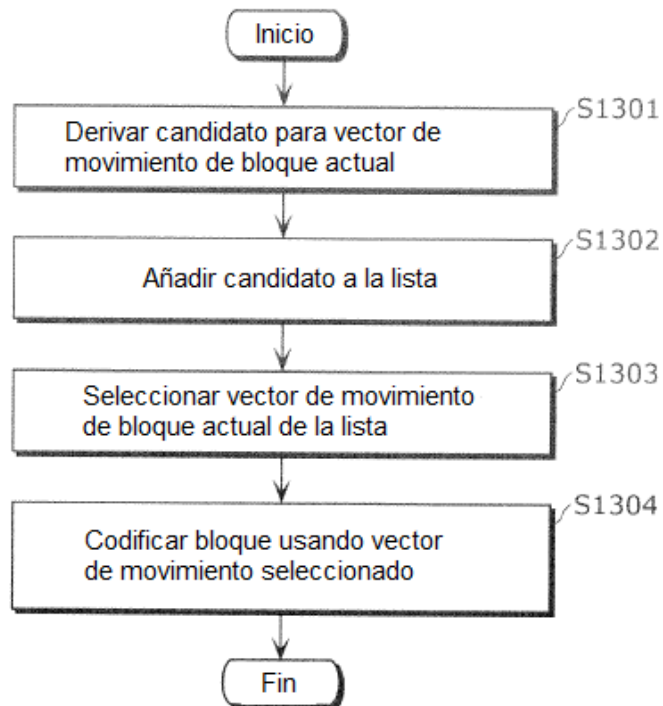 Inicio
S1301
Derivar candidato para vector de
movimiento de bloque actual
S1302
Añadir candidato a la lista
S1303
Seleccionar vector de movimiento
de bloque actual de la lista
S1304
Codificar bloque usando vector
de movimiento seleccionado
Fin